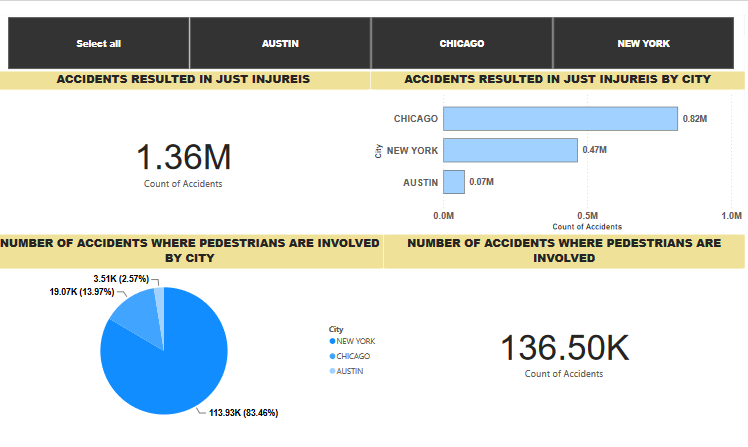 Select all
AUSTIN
CHICAGO
NEW YORK
ACCIDENTS RESULTED IN JUST INJUREIS
ACCIDENTS RESULTED IN JUST INJUREIS BY CITY
1.36M
Count of Accidents
City
CHICAGO
0.82M
NEW YORK
0.47M
AUSTIN
0.07M
0.0M
0.5M
1.0M
Count of Accidents
NUMBER OF ACCIDENTS WHERE PEDESTRIANS ARE INVOLVED
BY CITY
NUMBER OF ACCIDENTS WHERE PEDESTRIANS ARE
INVOLVED
3.51K (2.57%)
19.07K (13.97%)
113.93K (83.46%)
City
NEW YORK
CHICAGO
AUSTIN
136.50K
Count of Accidents